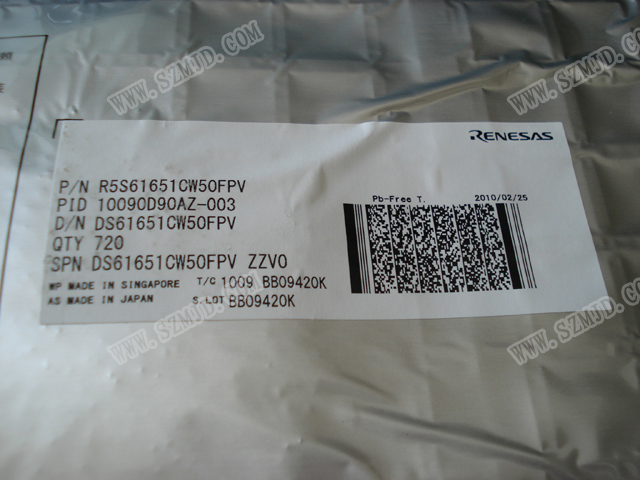 WWW.SZMJD.COM
WWW.SZMJD.COM
RENESAS
P/N R5S61651CW50FPV
PID 10090D90AZ-003
D/N DS61651CW50FPV
QTY 720
SPN DS61651CW50FPV ZZV0
WP MADE IN SINGAPORE T/C 1009 BB09420K
AS MADE IN JAPAN S.LOT BB09420K
Pb-Free T. 2010/02/25
WWW.SZMJD.COM
WWW.SZMJD.COM